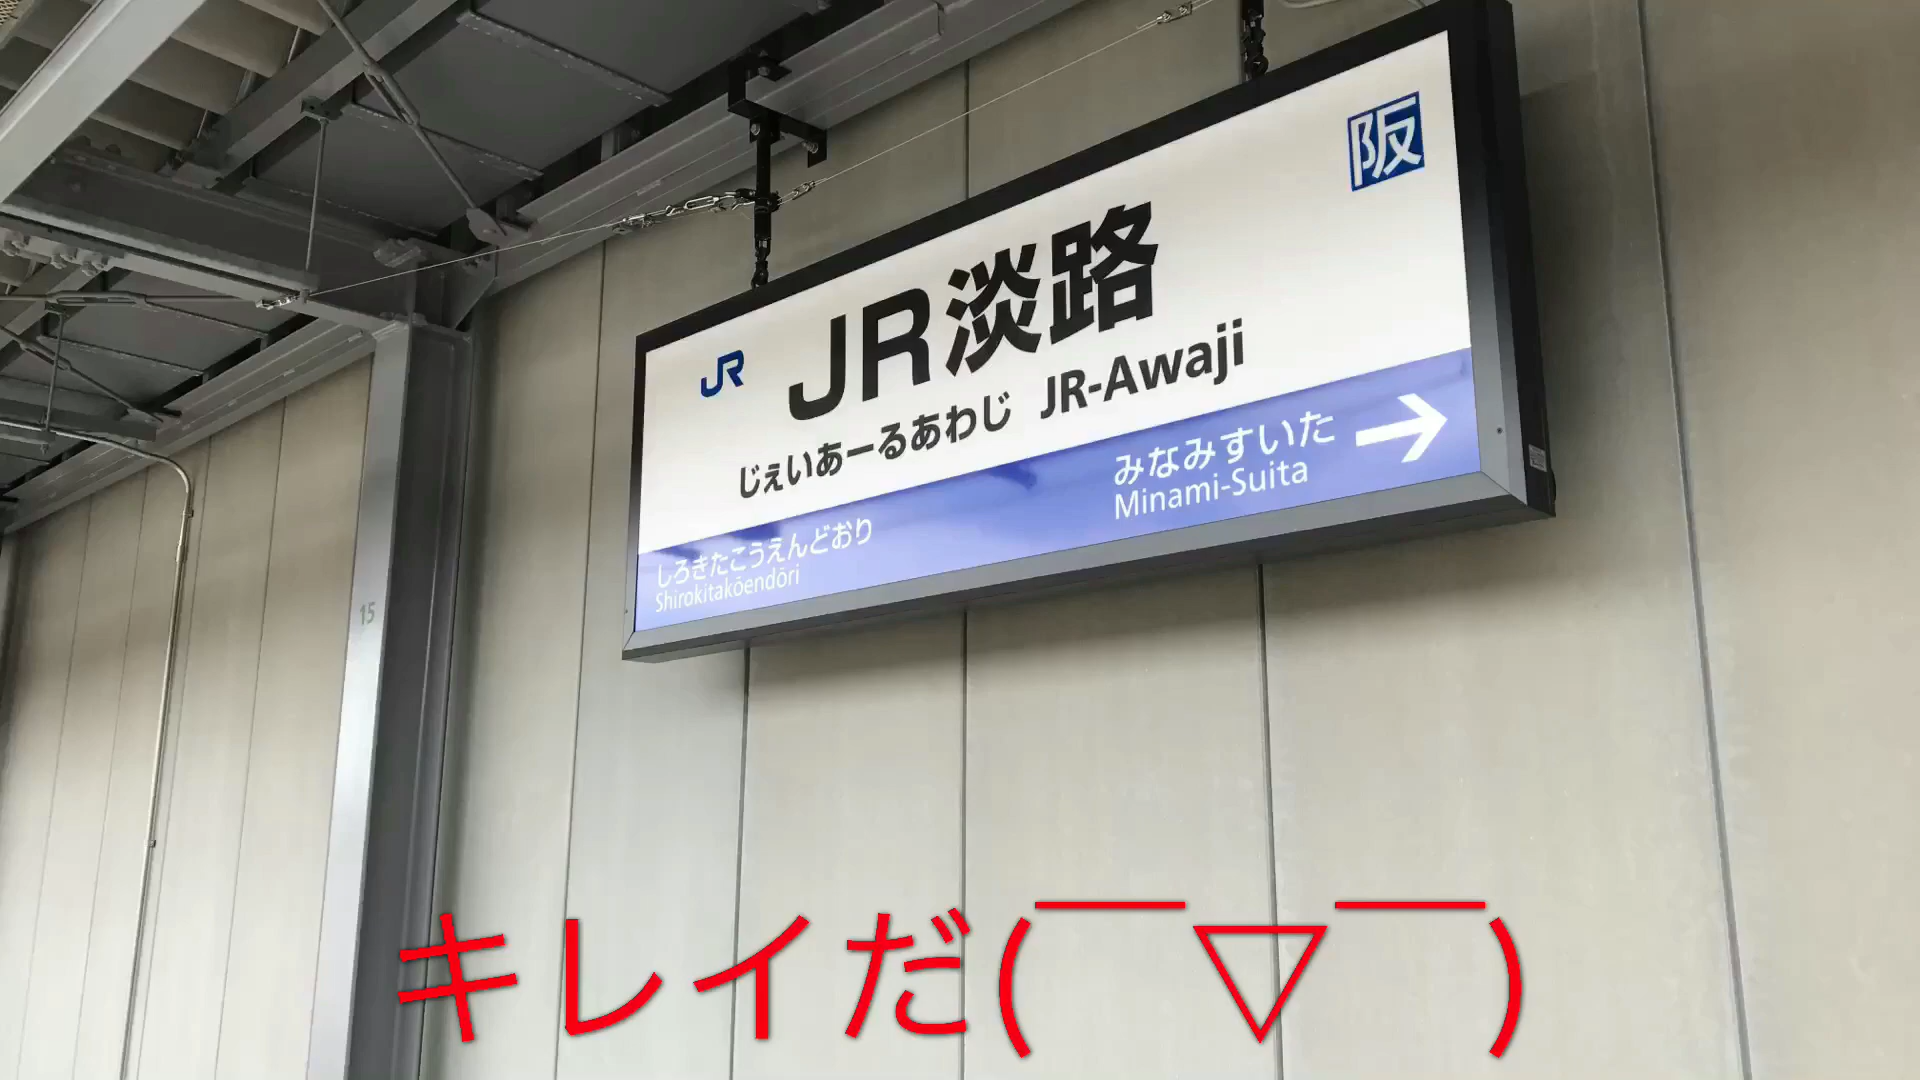 阪
JR JR淡路
じぇいあーるあわじ JR-Awaji
みなみすいた
Minami-Suita
しろきたこうえんどおり
Shirokitakōendōri
15
キレイだ(￣▽￣)